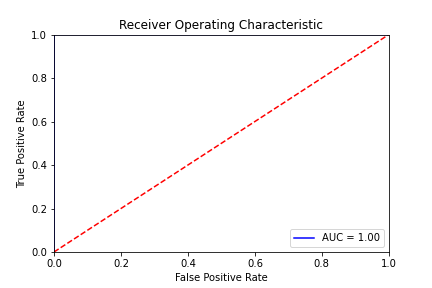 Receiver Operating Characteristic
1.0
0.8
0.6
0.4
0.2
0.0
True Positive Rate
AUC = 1.00
0.0 0.2 0.4 0.6 0.8 1.0
False Positive Rate